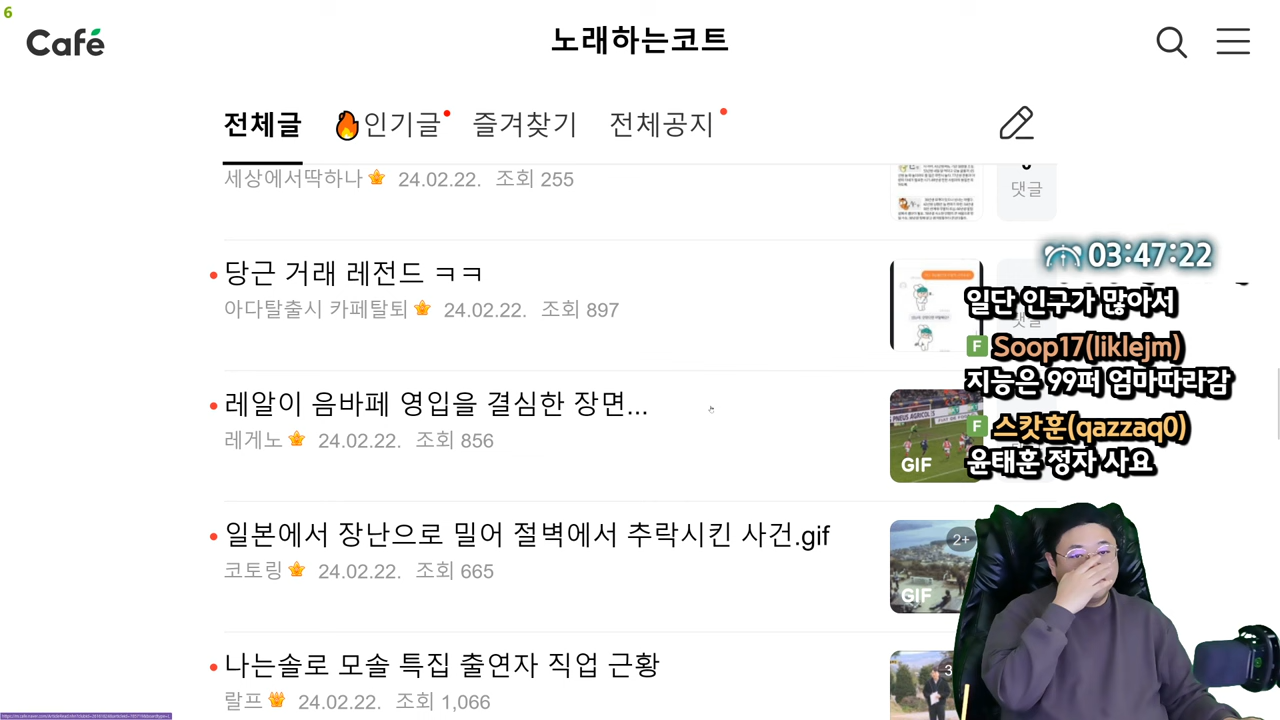 6
Café
노래하는코트
전체글 🔥인기글 즐겨찾기 전체공지
세상에서딱하나 24.02.22. 조회 255
댓글
당근 거래 레전드 ㅋㅋ
아다탈출시 카페탈퇴 24.02.22. 조회 897
레알이 음바페 영입을 결심한 장면...
레게노 24.02.22. 조회 856
GIF
일본에서 장난으로 밀어 절벽에서 추락시킨 사건.gif
코토링 24.02.22. 조회 665
2+
GIF
나는솔로 모솔 특집 출연자 직업 근황
랄프 24.02.22. 조회 1,066
3
03:47:22
일단 인구가 많아서
F Soop17(liklejm)
지능은 99퍼 엄마따라감
F 스캇훈(qazzaq0)
윤태훈 정자 사요